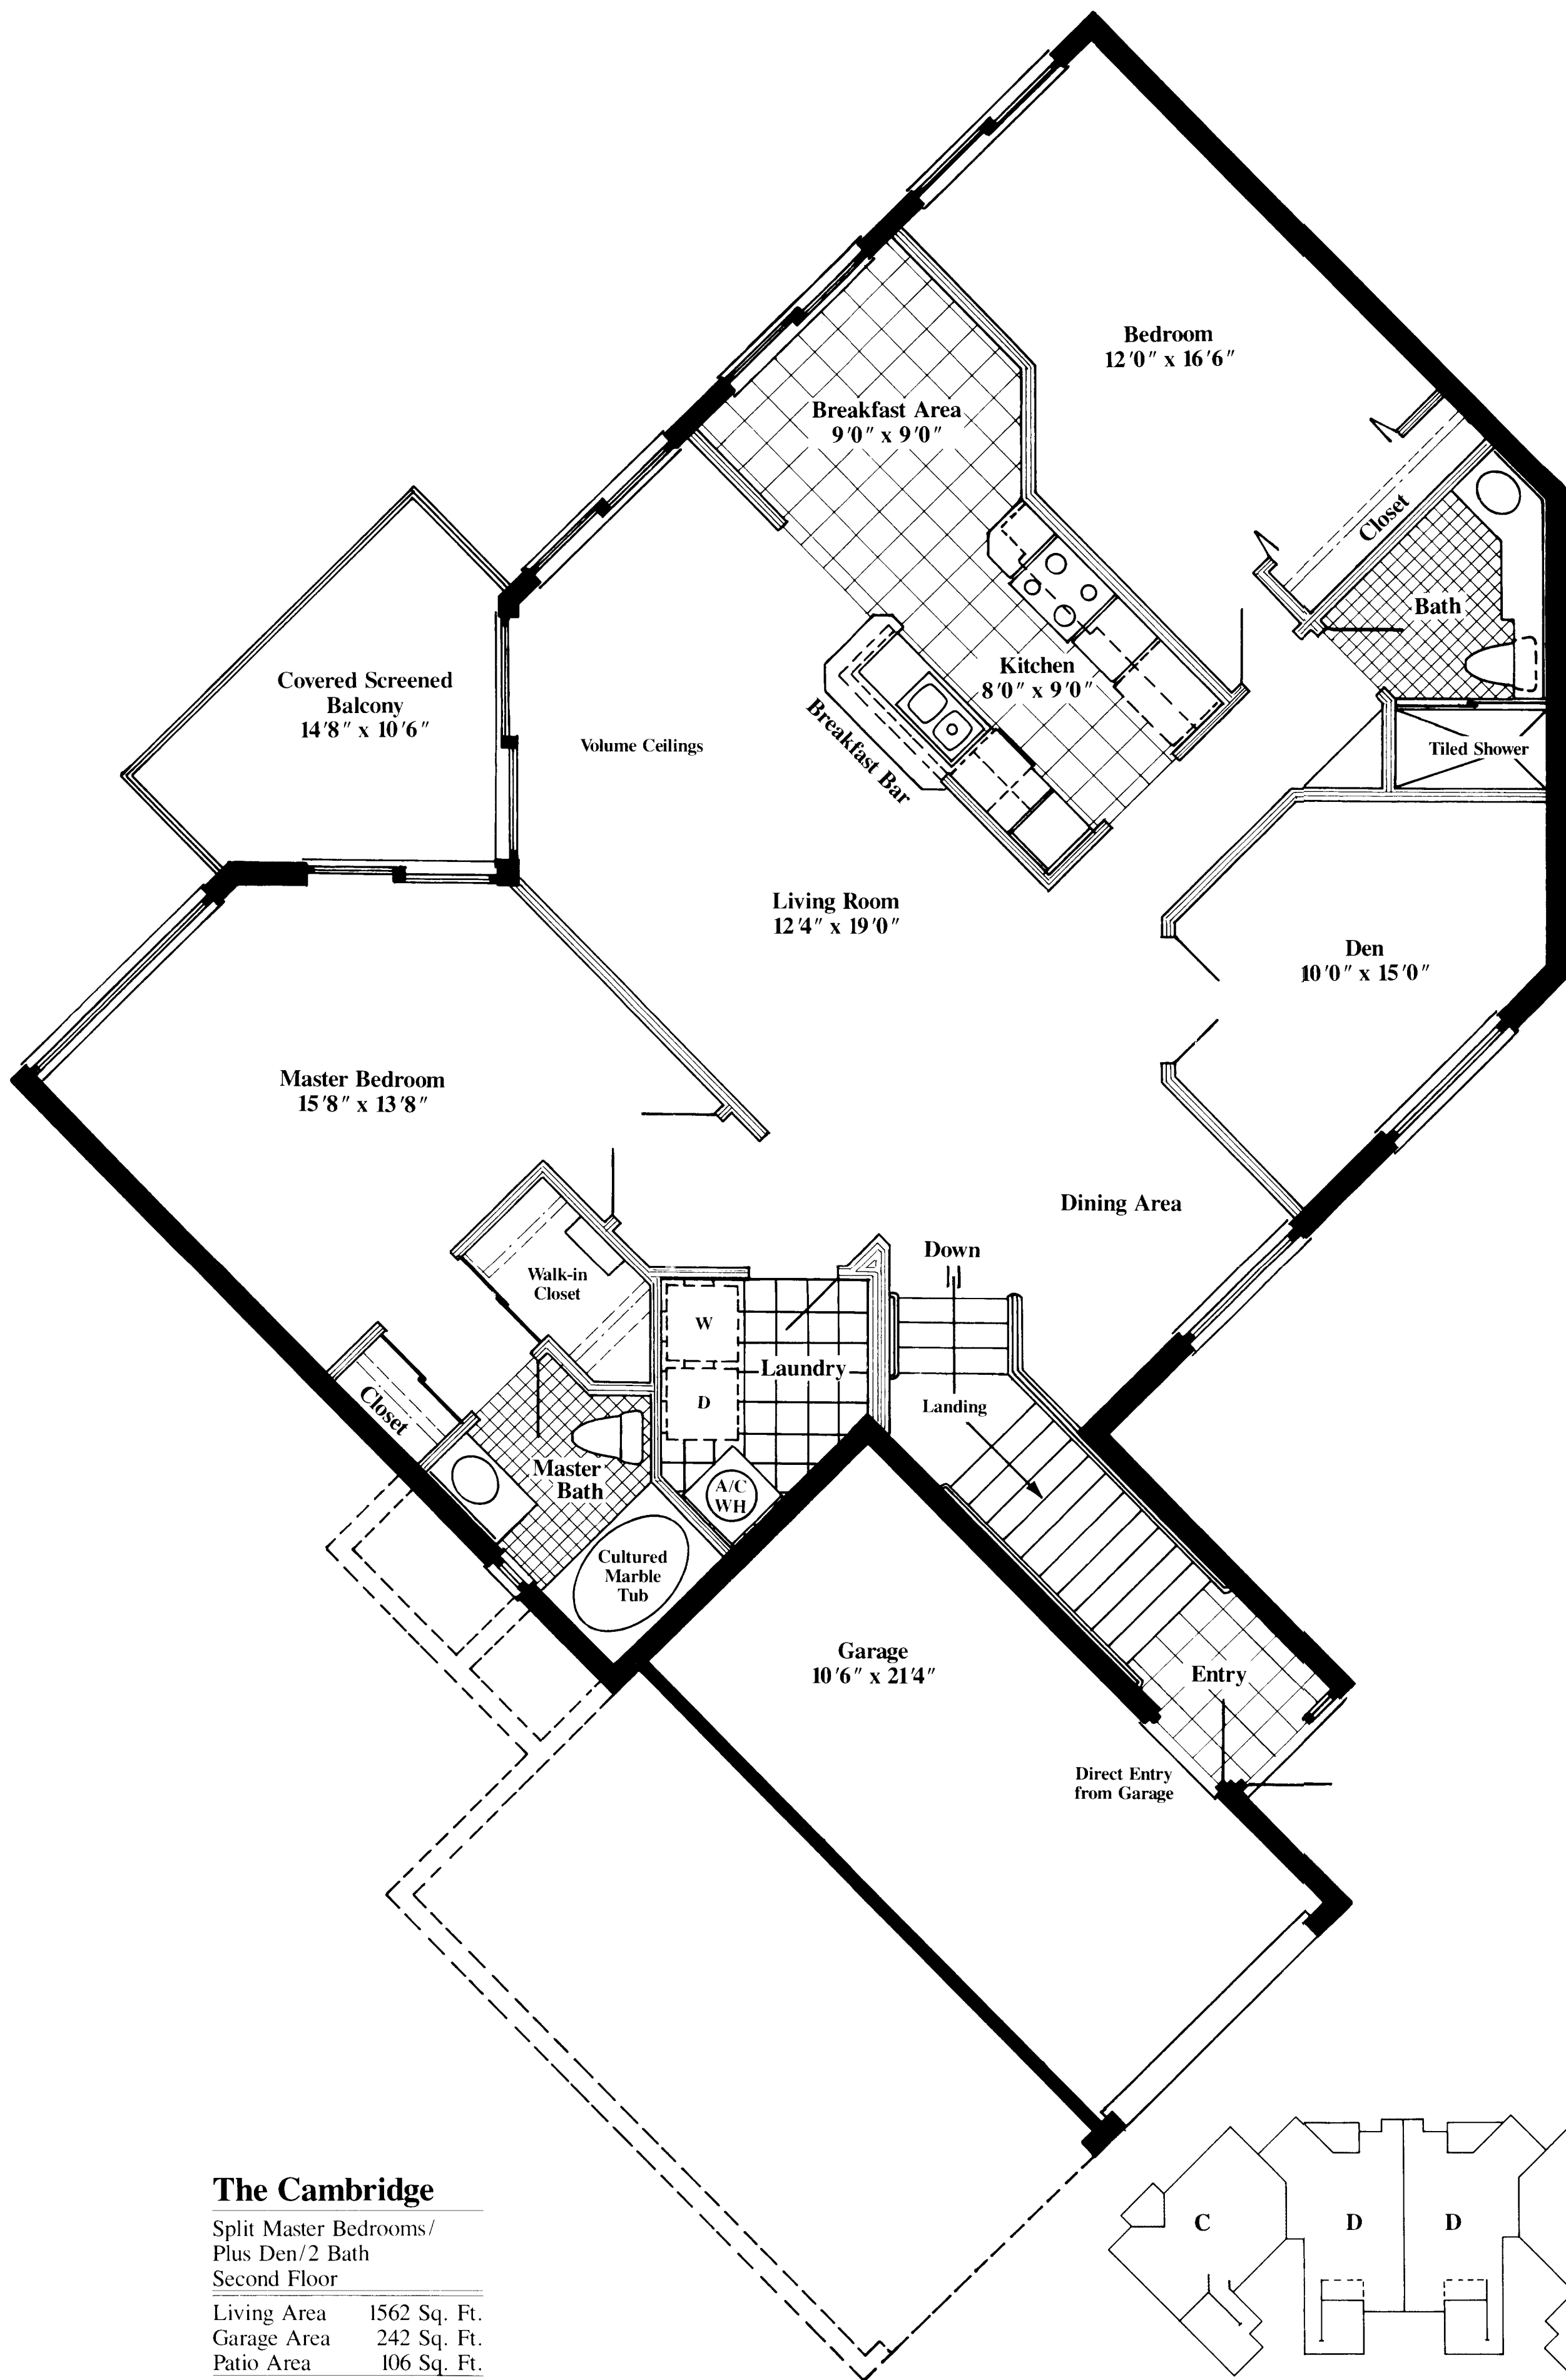 Bedroom
12'0" x 16'6"
Breakfast Area
9'0" x 9'0"
Closet
Bath
Covered Screened
Balcony
14'8" x 10'6"
Kitchen
8'0" x 9'0"
Volume Ceilings
Breakfast Bar
Tiled Shower
Living Room
12'4" x 19'0"
Den
10'0" x 15'0"
Master Bedroom
15'8" x 13'8"
Dining Area
Down
Walk-in
Closet
W
Laundry
D
Landing
Closet
Master
Bath
A/C
WH
Cultured
Marble
Tub
Garage
10'6" x 21'4"
Entry
Direct Entry
from Garage
The Cambridge
Split Master Bedrooms/
Plus Den/2 Bath
Second Floor
Living Area 1562 Sq. Ft.
Garage Area 242 Sq. Ft.
Patio Area 106 Sq. Ft.
C
D
D